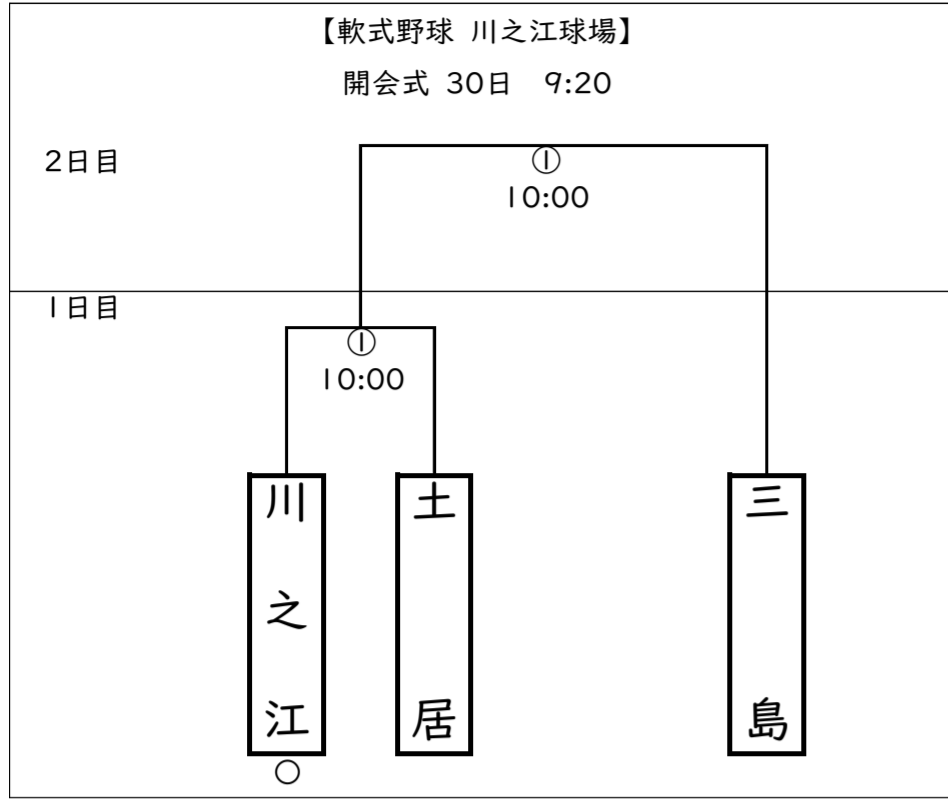 【軟式野球 川之江球場】
開会式 30日 9:20
2日目
①
10:00
1日目
①
10:00
川之江
土居
三島
○